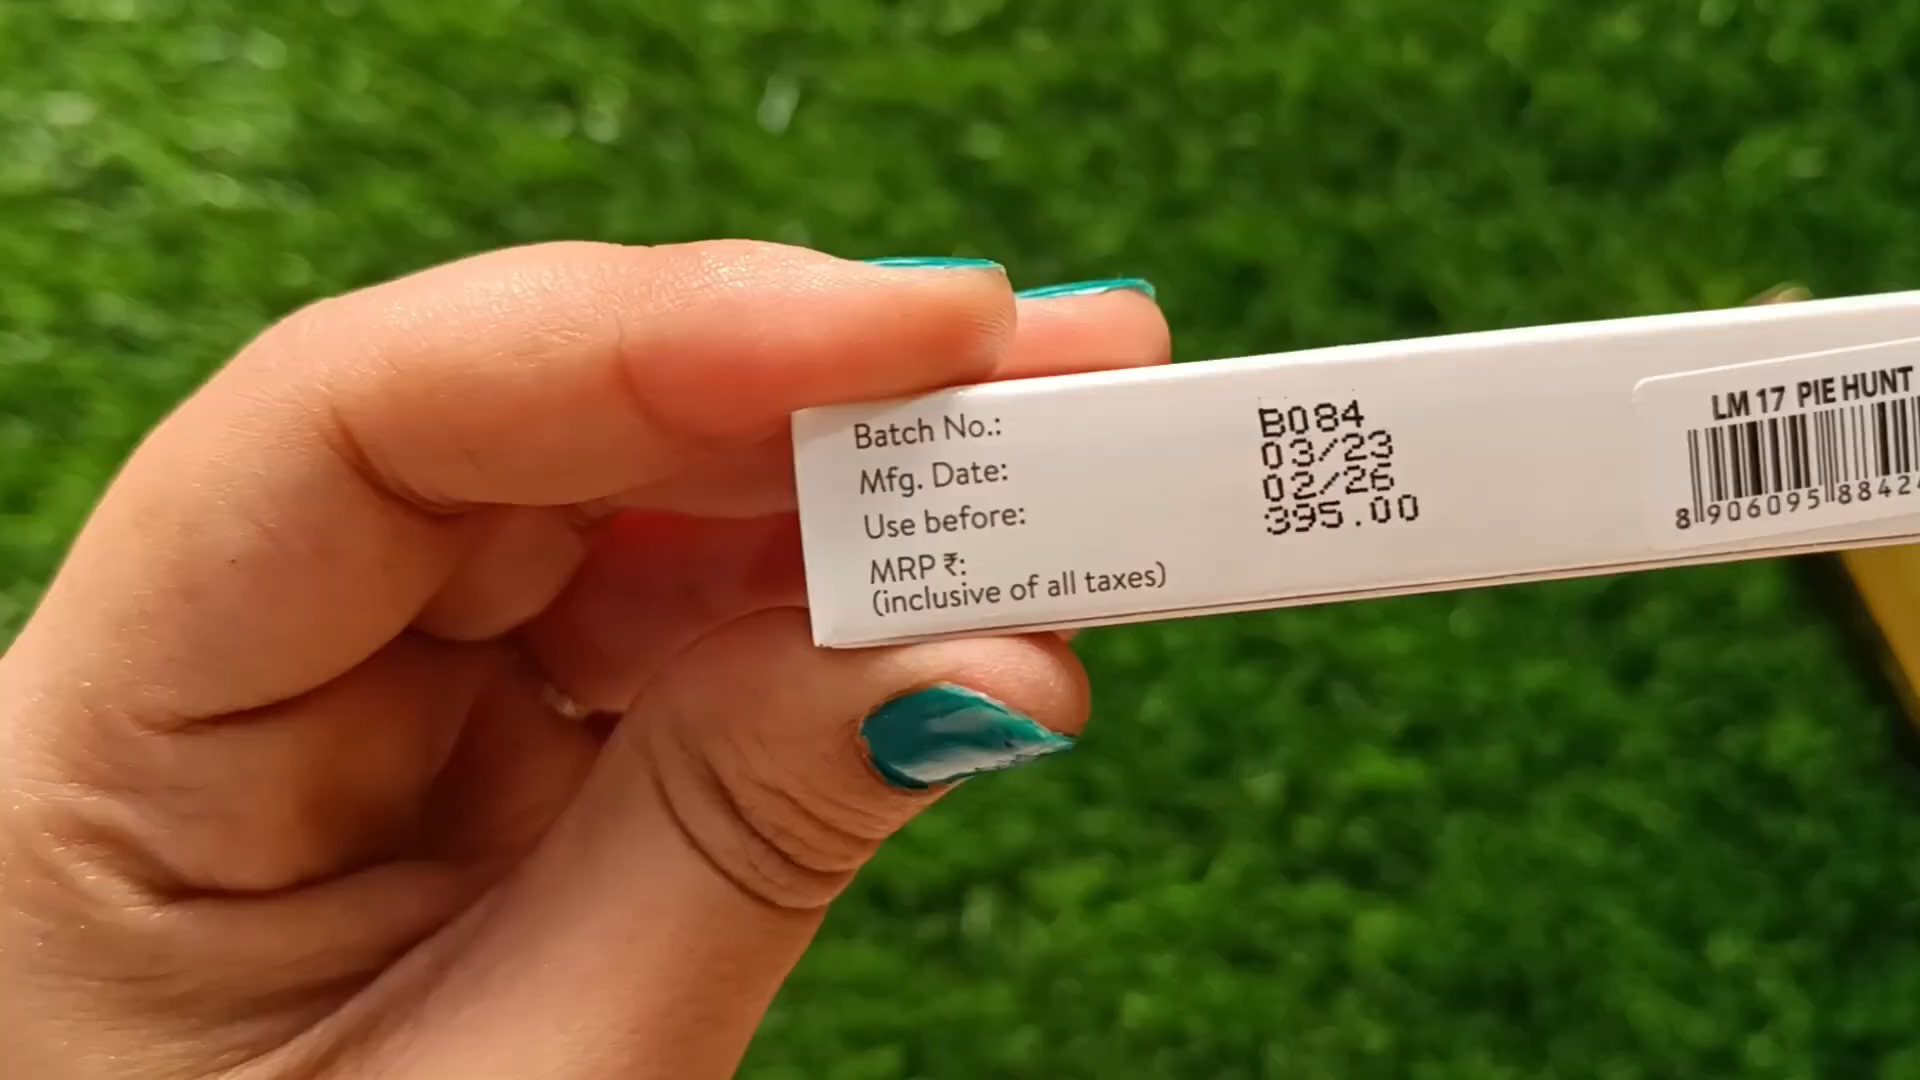 Batch No.: B084
Mfg. Date: 03/23
Use before: 02/26
MRP ₹: 395.00
(inclusive of all taxes)
LM 17 PIE HUNT
8 906095 8842